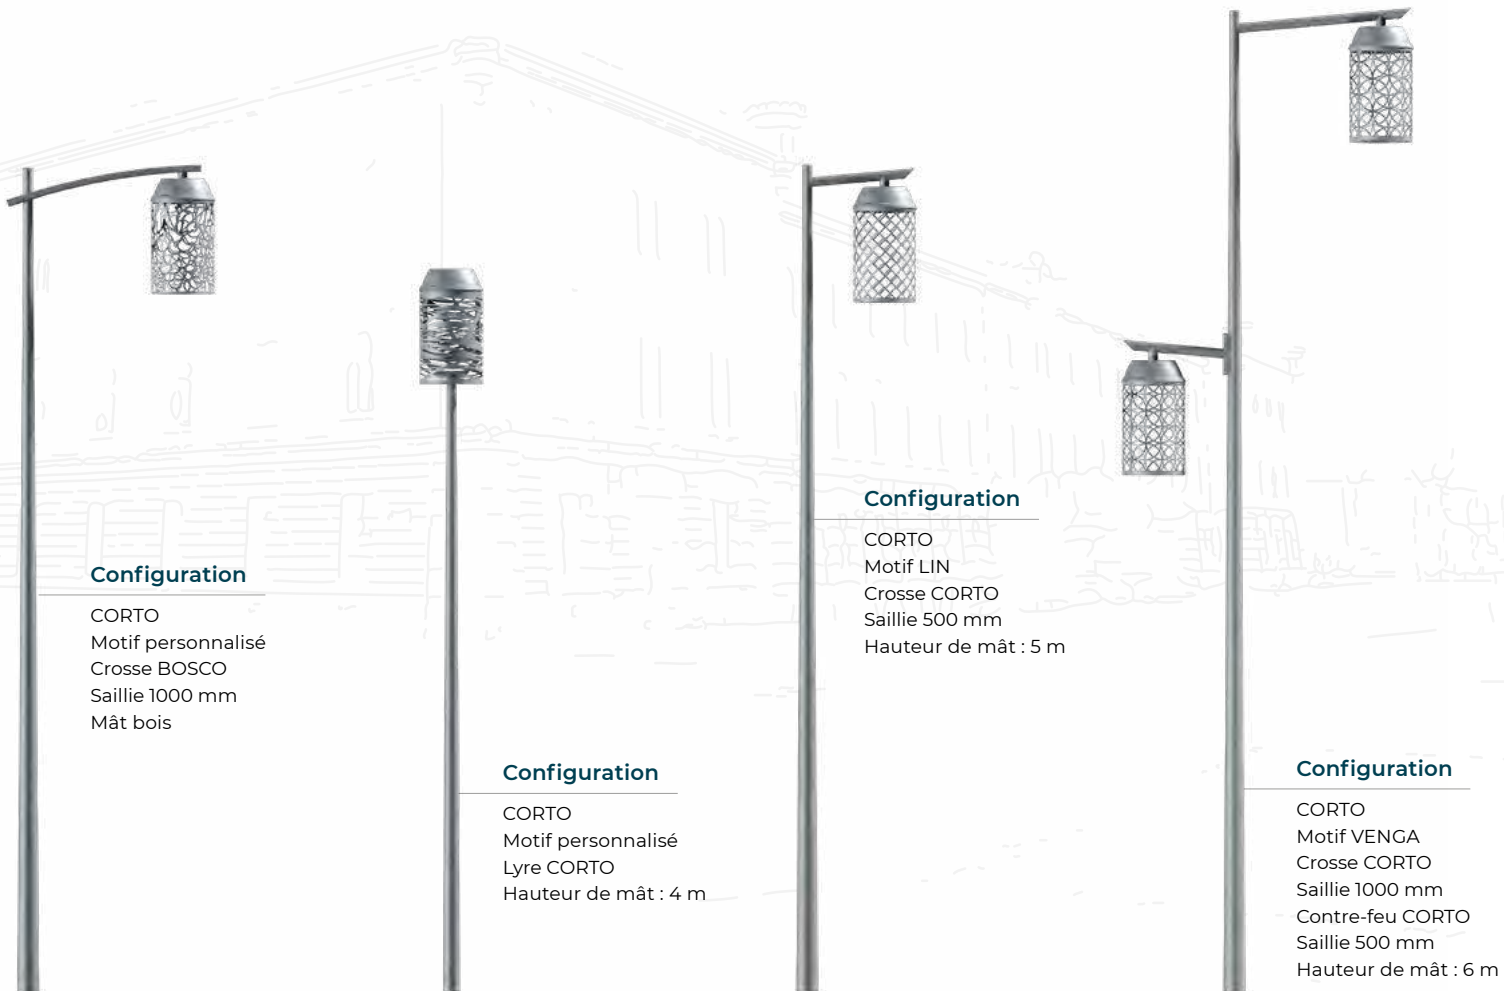 Configuration
CORTO
Motif personnalisé
Crosse BOSCO
Saillie 1000 mm
Mât bois
Configuration
CORTO
Motif personnalisé
Lyre CORTO
Hauteur de mât : 4 m
Configuration
CORTO
Motif LIN
Crosse CORTO
Saillie 500 mm
Hauteur de mât : 5 m
Configuration
CORTO
Motif VENGA
Crosse CORTO
Saillie 1000 mm
Contre-feu CORTO
Saillie 500 mm
Hauteur de mât : 6 m